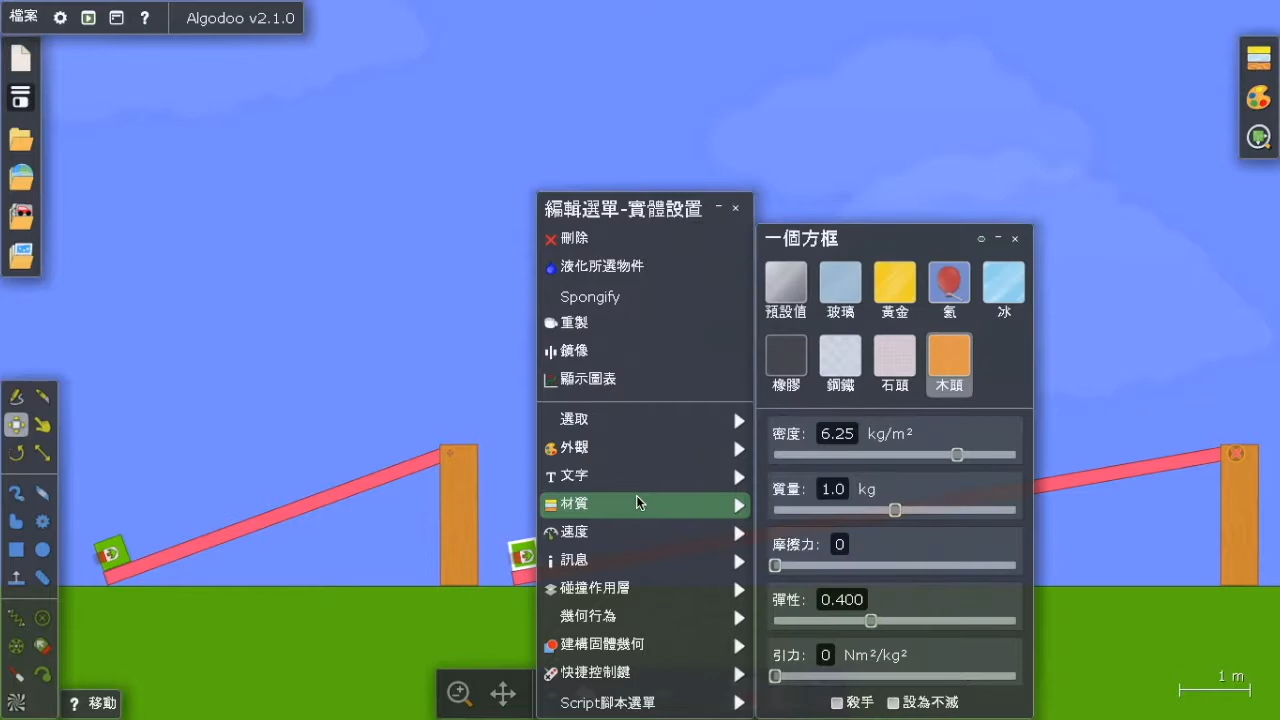 檔案
?
Algodoo v2.1.0
編輯選單-實體設置
刪除
液化所選物件
Spongify
重製
鏡像
顯示圖表
選取
外觀
T 文字
材質
速度
訊息
碰撞作用層
幾何行為
建構固體幾何
快捷控制鍵
Script腳本選單
一個方框
預設值 玻璃 黃金 氦 冰
橡膠 鋼鐵 石頭 木頭
密度: 6.25 kg/m²
質量: 1.0 kg
摩擦力: 0
彈性: 0.400
引力: 0 Nm²/kg²
殺手 設為不滅
? 移動
1 m